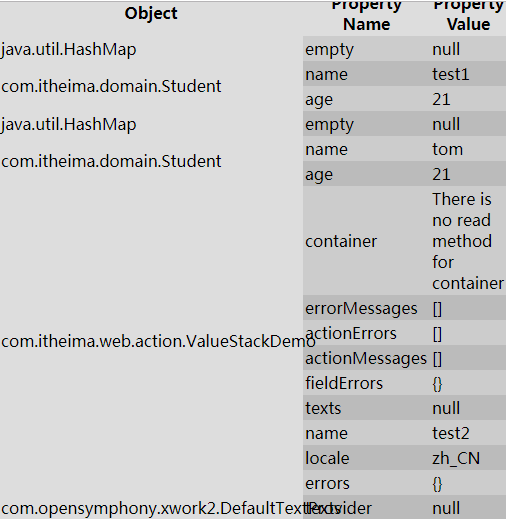 Object Property Name Property Value
java.util.HashMap empty null
com.itheima.domain.Student name test1
age 21
java.util.HashMap empty null
com.itheima.domain.Student name tom
age 21
com.itheima.web.action.ValueStackDemo container There is
no read
method
for
container
errorMessages []
actionErrors []
actionMessages []
fieldErrors {}
texts null
name test2
locale zh_CN
errors {}
com.opensymphony.xwork2.DefaultTextProvider texts null